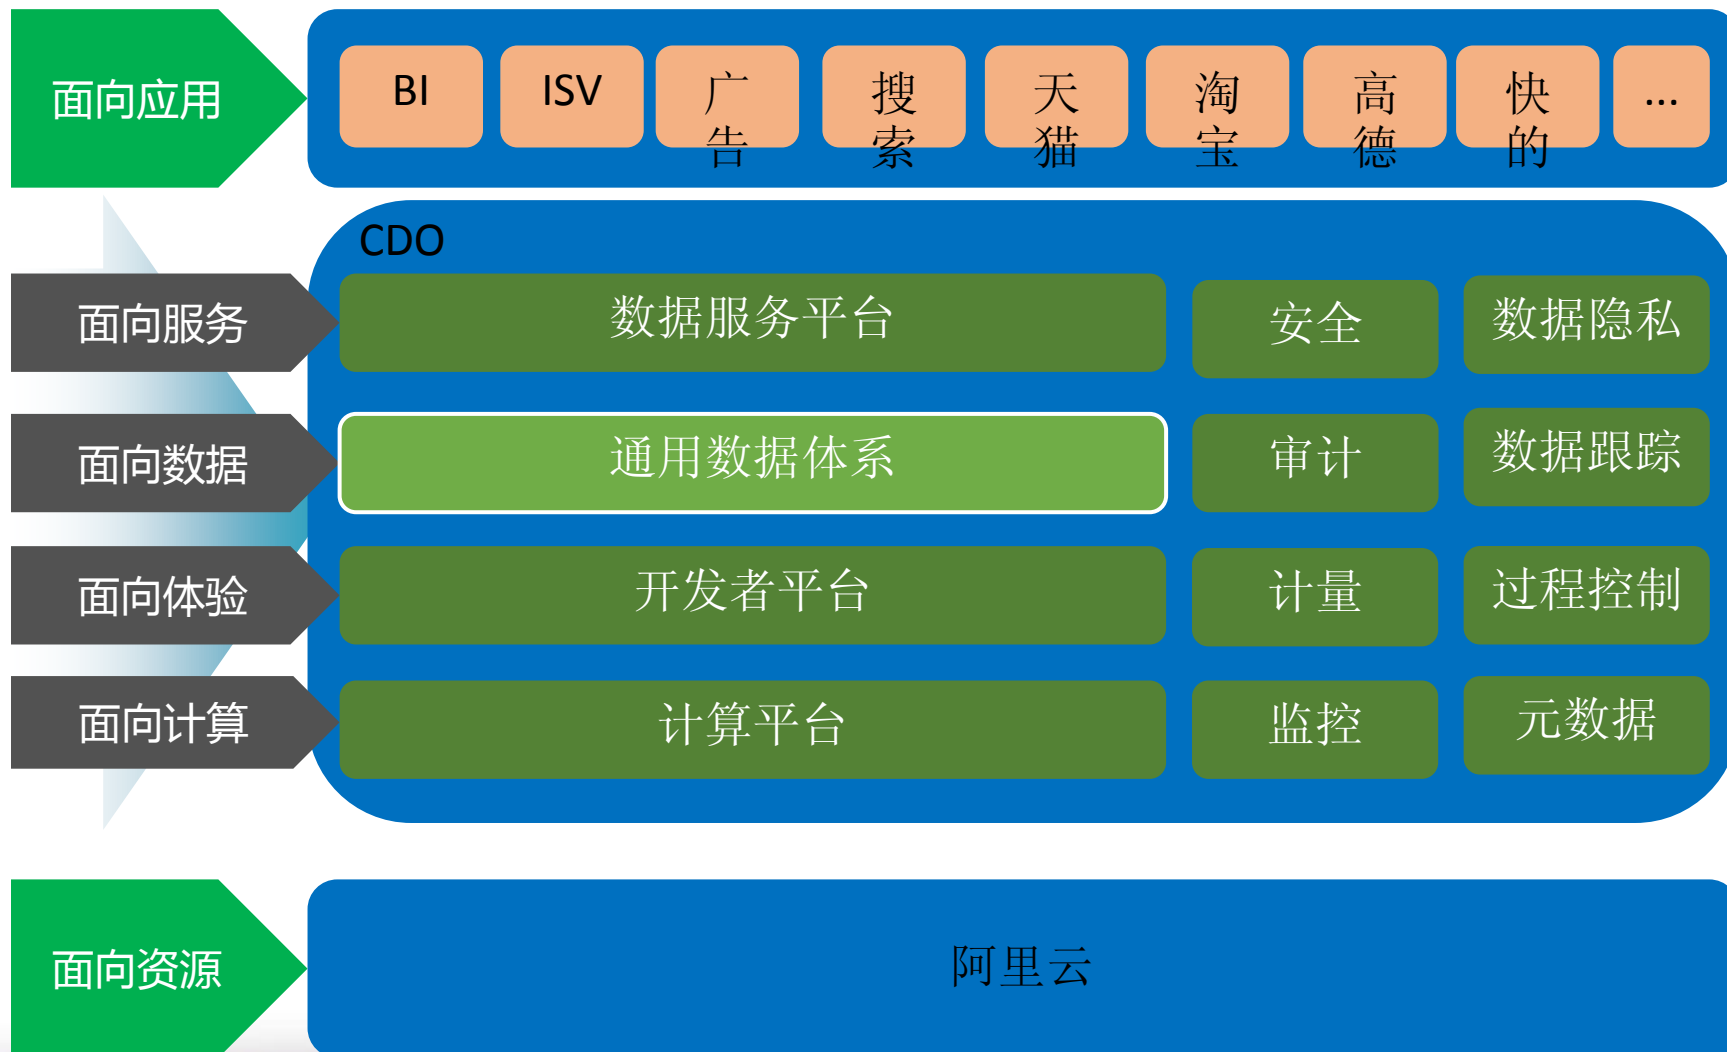 面向应用
BI
ISV
广
告
搜
索
天
猫
淘
宝
高
德
快
的
...
CDO
面向服务
数据服务平台
安全
数据隐私
面向数据
通用数据体系
审计
数据跟踪
面向体验
开发者平台
计量
过程控制
面向计算
计算平台
监控
元数据
面向资源
阿里云